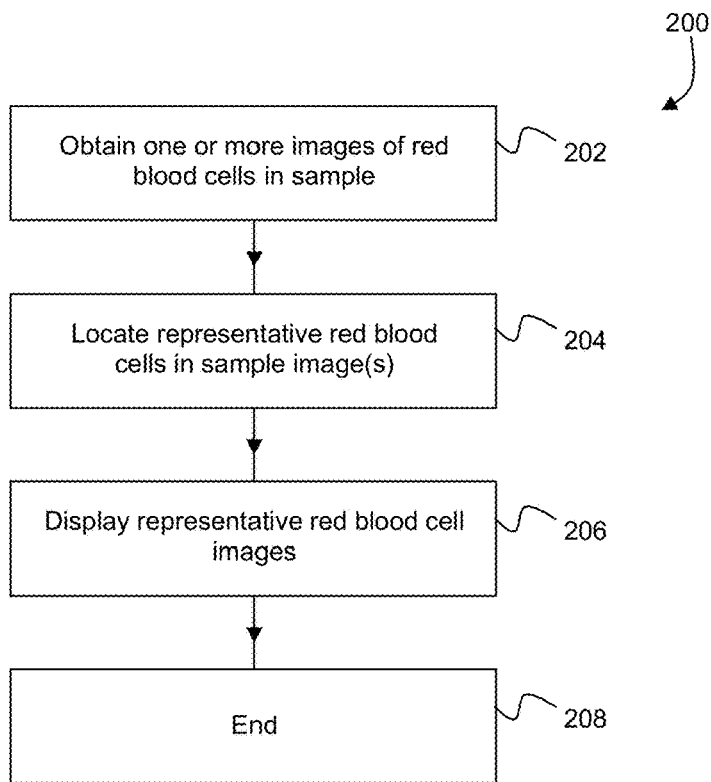 200
Obtain one or more images of red
blood cells in sample
202
Locate representative red blood
cells in sample image(s)
204
Display representative red blood cell
images
206
End
208